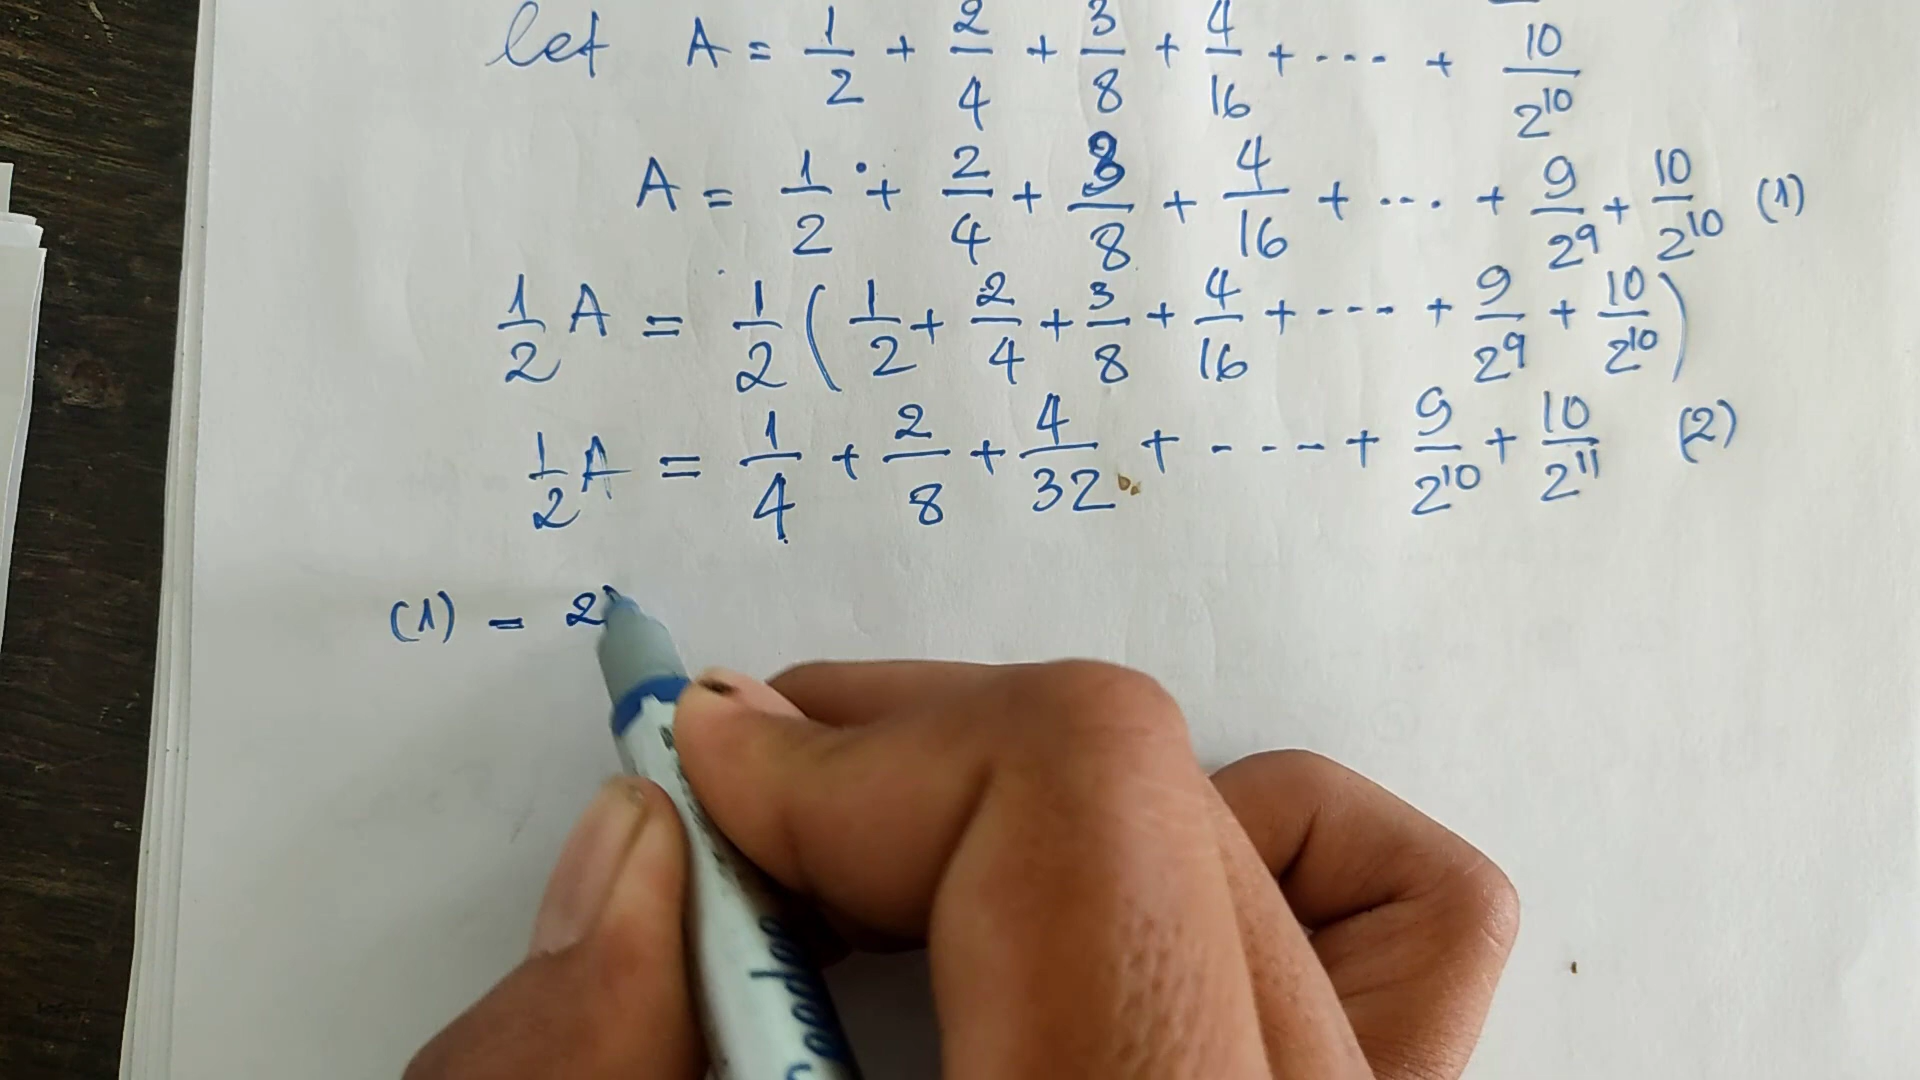 let A = 1/2 + 2/4 + 3/8 + 4/16 + ---- + 10/2^10
A = 1/2 + 2/4 + 3/8 + 4/16 + ... + 9/2^9 + 10/2^10 (1)
1/2 A = 1/2 ( 1/2 + 2/4 + 3/8 + 4/16 + ---- + 9/2^9 + 10/2^10 )
1/2 A = 1/4 + 2/8 + 4/32 + ---- + 9/2^10 + 10/2^11 (2)
(1) - 2